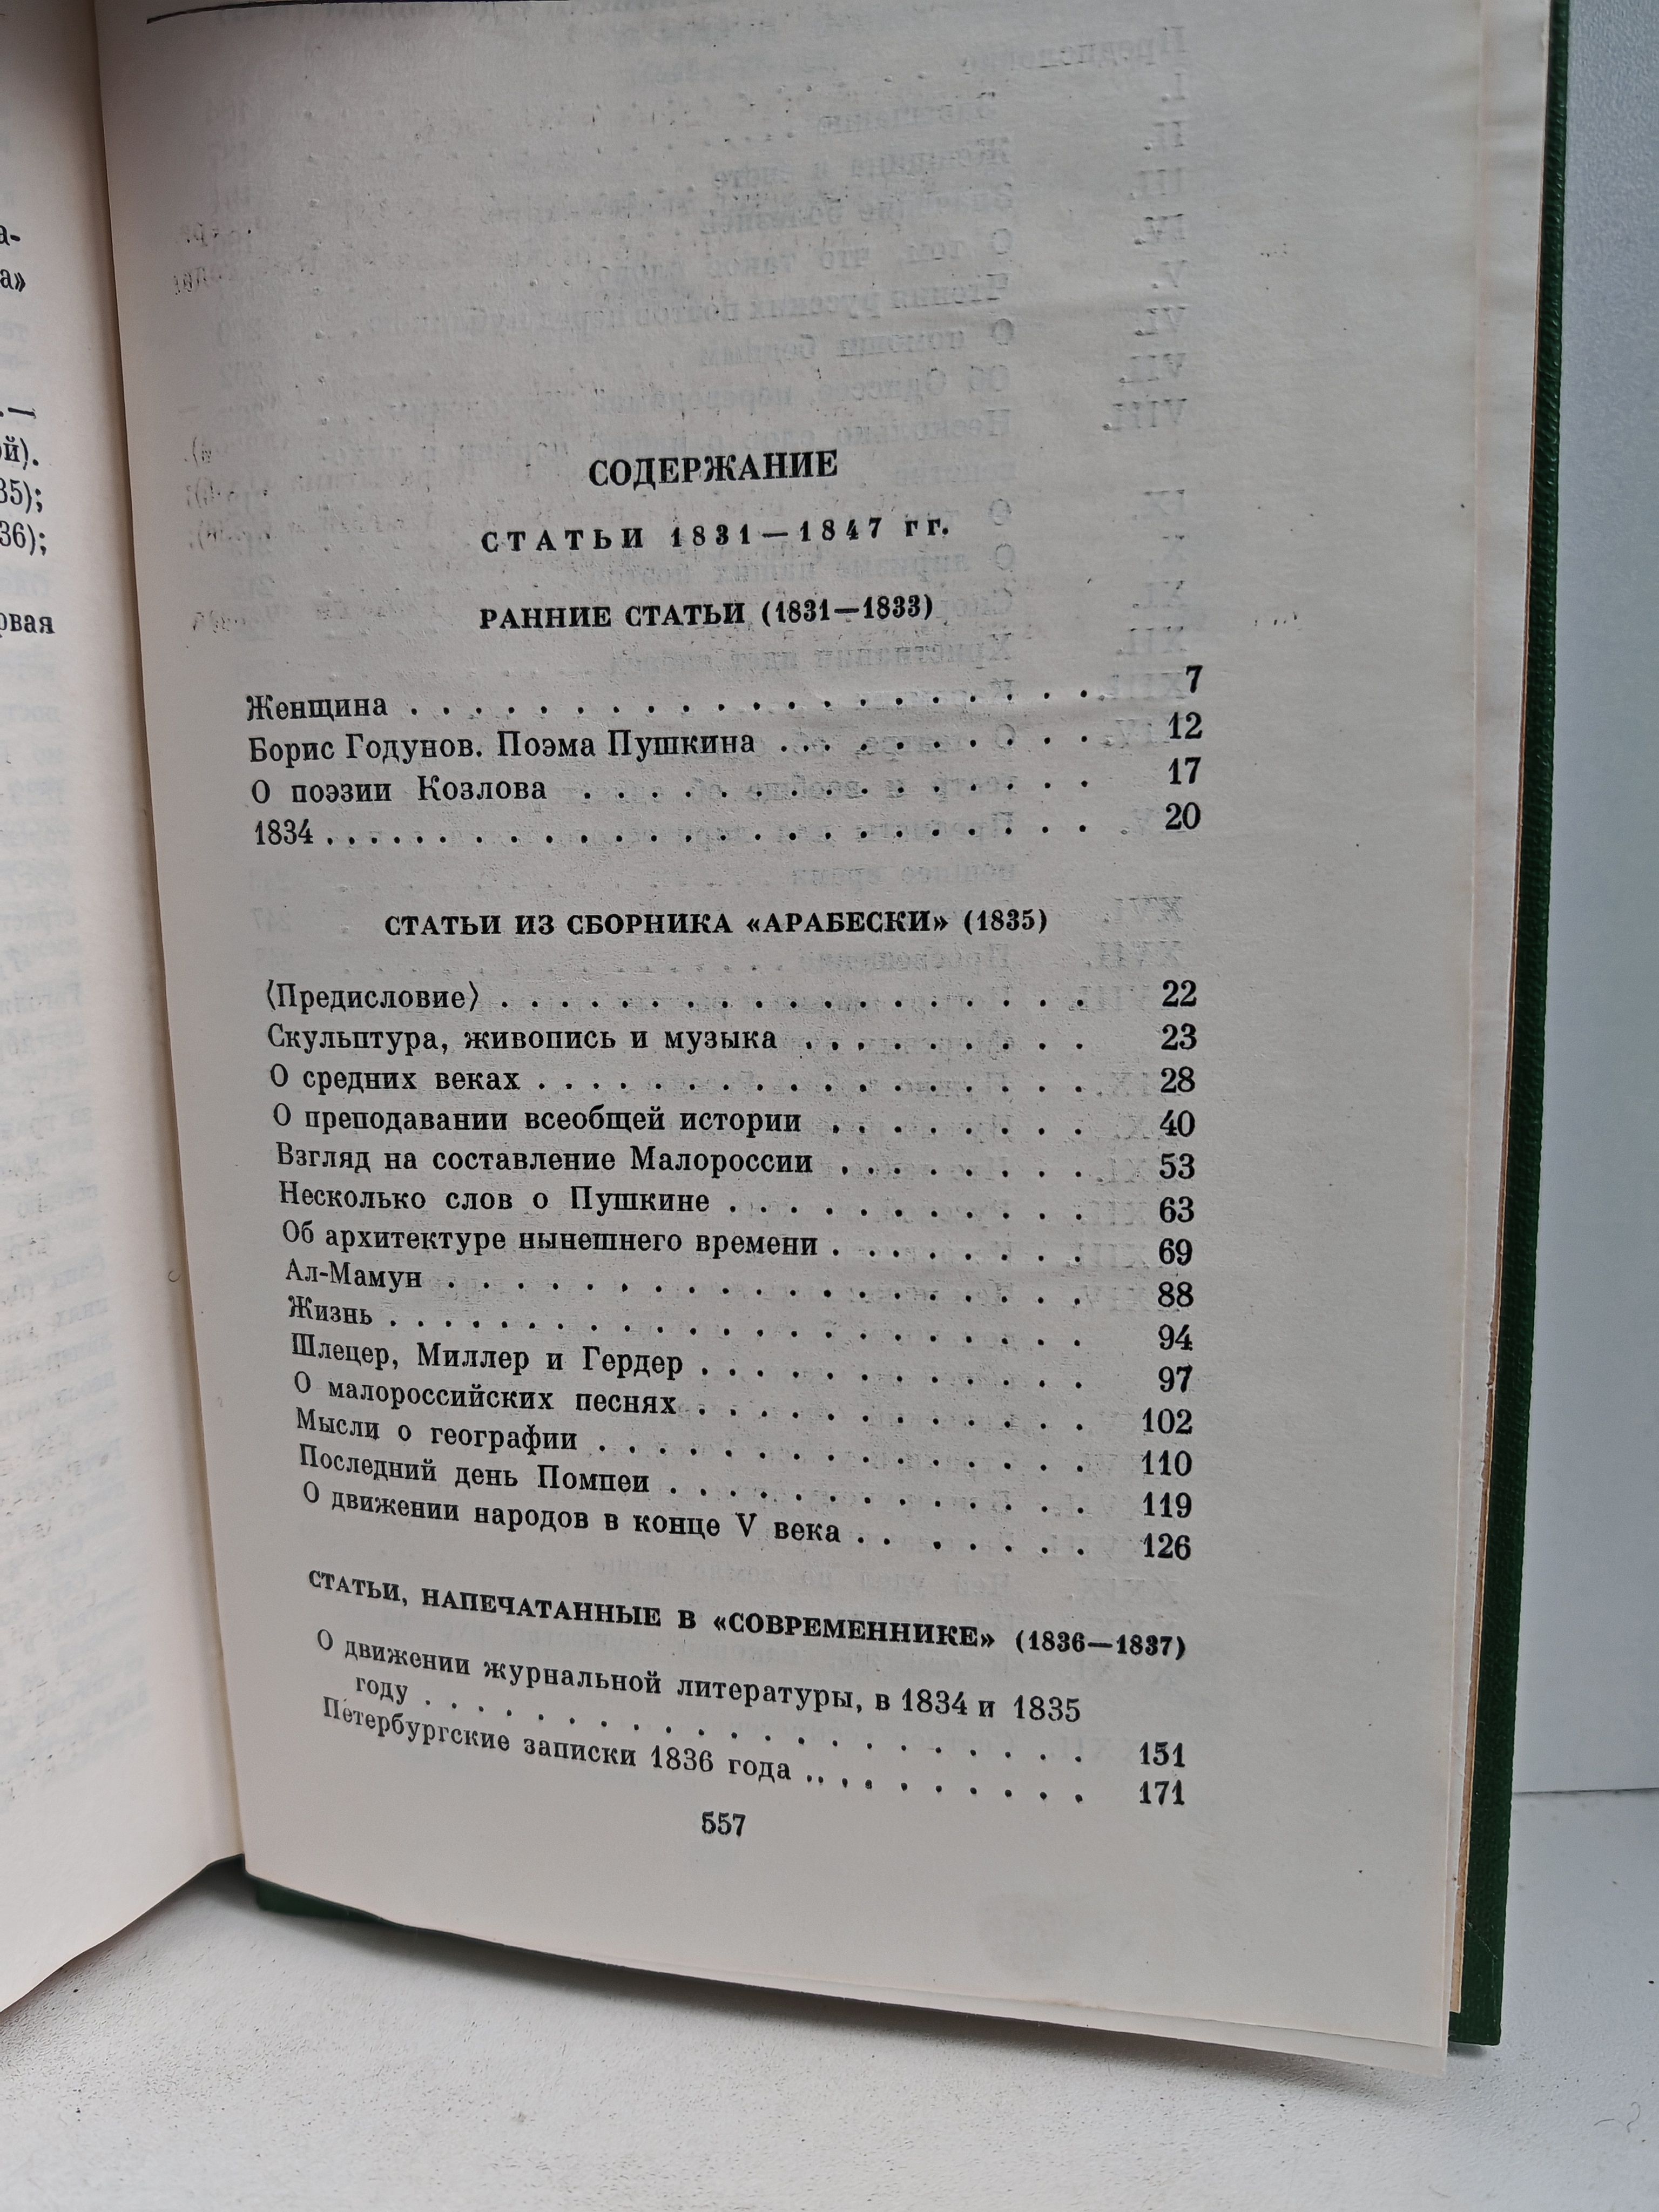 а-
а»
.—
ой).
35);
36);
рвая
СОДЕРЖАНИЕ
СТАТЬИ 1831—1847 гг.
РАННИЕ СТАТЬИ (1831—1833)
Женщина . . . . . . . . . . . . . . . . . . . 7
Борис Годунов. Поэма Пушкина . . . . . . . . . . 12
О поэзии Козлова . . . . . . . . . . . . . . . 17
1834 . . . . . . . . . . . . . . . . . . . . . 20
СТАТЬИ ИЗ СБОРНИКА «АРАБЕСКИ» (1835)
⟨Предисловие⟩ . . . . . . . . . . . . . . . . . 22
Скульптура, живопись и музыка . . . . . . . . . 23
О средних веках . . . . . . . . . . . . . . . . 28
О преподавании всеобщей истории . . . . . . . . 40
Взгляд на составление Малороссии . . . . . . . . 53
Несколько слов о Пушкине . . . . . . . . . . . 63
Об архитектуре нынешнего времени . . . . . . . . 69
Ал-Мамун . . . . . . . . . . . . . . . . . . . 88
Жизнь . . . . . . . . . . . . . . . . . . . . . 94
Шлецер, Миллер и Гердер . . . . . . . . . . . . 97
О малороссийских песнях . . . . . . . . . . . . 102
Мысли о географии . . . . . . . . . . . . . . . 110
Последний день Помпеи . . . . . . . . . . . . . 119
О движении народов в конце V века . . . . . . . 126
СТАТЬИ, НАПЕЧАТАННЫЕ В «СОВРЕМЕННИКЕ» (1836—1837)
О движении журнальной литературы, в 1834 и 1835
году . . . . . . . . . . . . . . . . . . . . . 151
Петербургские записки 1836 года . . . . . . . . . 171
557